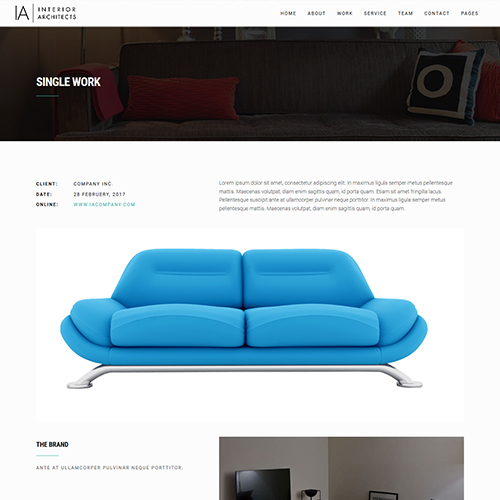 IA INTERIOR
ARCHITECTS
HOME ABOUT WORK SERVICE TEAM CONTACT PAGES
SINGLE WORK
CLIENT: COMPANY INC.
DATE: 28 FEBRUERY, 2017
ONLINE: WWW.IACOMPANY.COM
Lorem ipsum dolor sit amet, consectetur adipiscing elit. In maximus ligula semper metus pellentesque
mattis. Maecenas volutpat, diam enim sagittis quam, id porta quam. Etiam sit amet fringilla lacus.
Pellentesque suscipit ante at ullamcorper pulvinar neque porttitor. In maximus ligula semper metus
pellentesque mattis. Maecenas volutpat, diam enim sagittis quam, id porta quam.
THE BRAND
ANTE AT ULLAMCORPER PULVINAR NEQUE PORTTITOR.